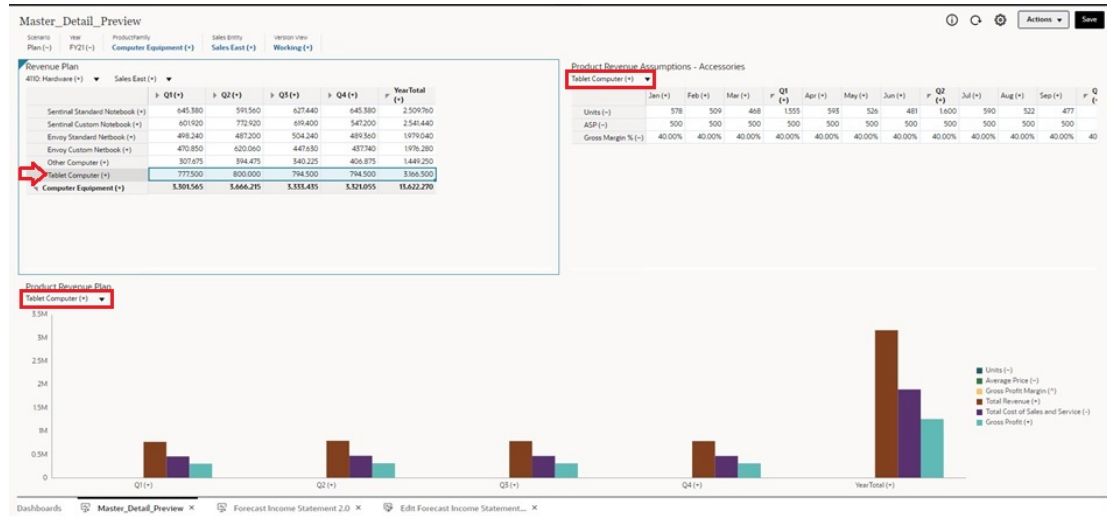 Master_Detail_Preview
Actions Save
Scenario Year ProductFamily Sales Entity Version View
Plan (~) FY21 (~) Computer Equipment (+) Sales East (+) Working (+)
Revenue Plan
4110: Hardware (+) Sales East (+)
Q1 (+) Q2 (+) Q3 (+) Q4 (+) YearTotal (+)
Sentinal Standard Notebook (+) 645.380 591.560 627.440 645.380 2.509.760
Sentinal Custom Notebook (+) 601.920 772.920 619.400 547.200 2.541.440
Envoy Standard Netbook (+) 498.240 487.200 504.240 489.360 1.979.040
Envoy Custom Netbook (+) 470.850 620.060 447.630 437.740 1.976.280
Other Computer (+) 307.675 394.475 340.225 406.875 1.449.250
Tablet Computer (+) 777.500 800.000 794.500 794.500 3.166.500
Computer Equipment (+) 3.301.565 3.666.215 3.333.435 3.321.055 13.622.270
Product Revenue Assumptions - Accessories
Tablet Computer (+)
Jan (+) Feb (+) Mar (+) Q1 (+) Apr (+) May (+) Jun (+) Q2 (+) Jul (+) Aug (+) Sep (+)
Units (~) 578 509 468 1.555 593 526 481 1.600 590 522 477
ASP (~) 500 500 500 500 500 500 500 500 500 500 500
Gross Margin % (~) 40.00% 40.00% 40.00% 40.00% 40.00% 40.00% 40.00% 40.00% 40.00% 40.00% 40.00% 40
Product Revenue Plan
Tablet Computer (+)
3.5M
3M
2.5M
2M
1.5M
1M
0.5M
0
Q1 (+) Q2 (+) Q3 (+) Q4 (+) YearTotal (+)
Units (~)
Average Price (~)
Gross Profit Margin (^)
Total Revenue (+)
Total Cost of Sales and Service (-)
Gross Profit (+)
Dashboards Master_Detail_Preview × Forecast Income Statement 2.0 × Edit Forecast Income Statement... ×